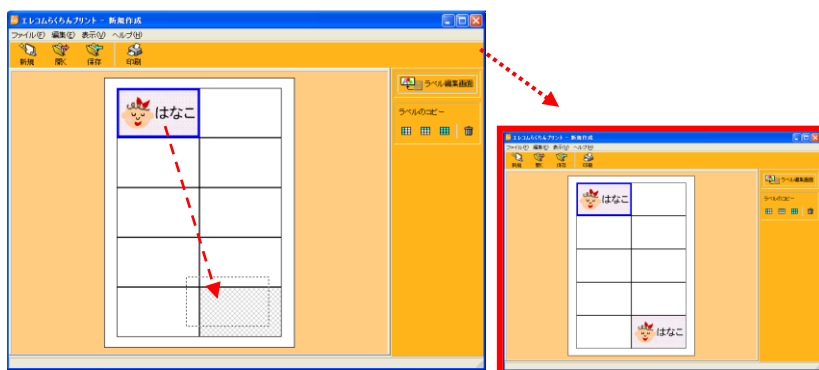 エレコムらくちんプリント - 新規作成
ファイル(F) 編集(E) 表示(V) ヘルプ(H)
新規 開く 保存 印刷
ラベル編集画面
はなこ
ラベルのコピー
エレコムらくちんプリント - 新規作成
ファイル(F) 編集(E) 表示(V) ヘルプ(H)
新規 開く 保存 印刷
ラベル編集画面
はなこ
ラベルのコピー
はなこ